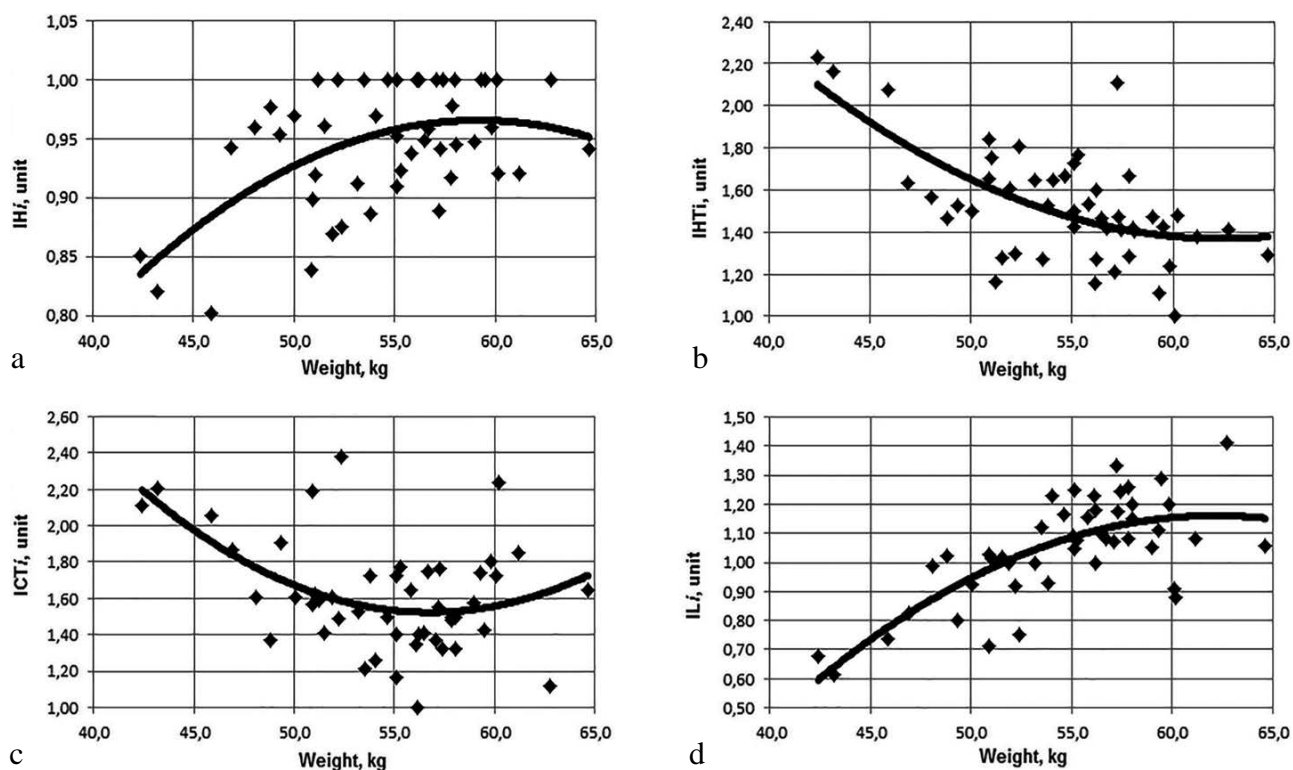 1,05
1,00
0,95
0,90
0,85
0,80
IHi, unit
40,0 45,0 50,0 55,0 60,0 65,0
Weight, kg
a
2,40
2,20
2,00
1,80
1,60
1,40
1,20
1,00
IHTi, unit
40,0 45,0 50,0 55,0 60,0 65,0
Weight, kg
b
2,60
2,40
2,20
2,00
1,80
1,60
1,40
1,20
1,00
ICTi, unit
40,0 45,0 50,0 55,0 60,0 65,0
Weight, kg
c
1,50
1,40
1,30
1,20
1,10
1,00
0,90
0,80
0,70
0,60
0,50
ILi, unit
40,0 45,0 50,0 55,0 60,0 65,0
Weight, kg
d